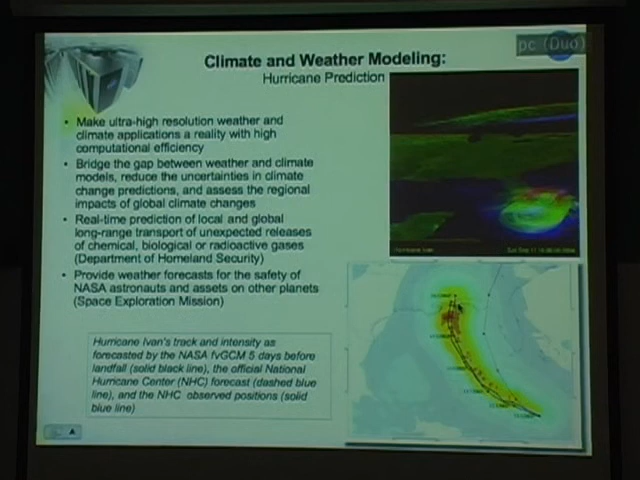 pc (Duo)
Climate and Weather Modeling:
Hurricane Prediction
• Make ultra-high resolution weather and
climate applications a reality with high
computational efficiency
• Bridge the gap between weather and climate
models, reduce the uncertainties in climate
change predictions, and assess the regional
impacts of global climate changes
• Real-time prediction of local and global
long-range transport of unexpected releases
of chemical, biological or radioactive gases
(Department of Homeland Security)
• Provide weather forecasts for the safety of
NASA astronauts and assets on other planets
(Space Exploration Mission)
Hurricane Ivan's track and intensity as
forecasted by the NASA fvGCM 5 days before
landfall (solid black line), the official National
Hurricane Center (NHC) forecast (dashed blue
line), and the NHC observed positions (solid
blue line)
Hurricane Ivan